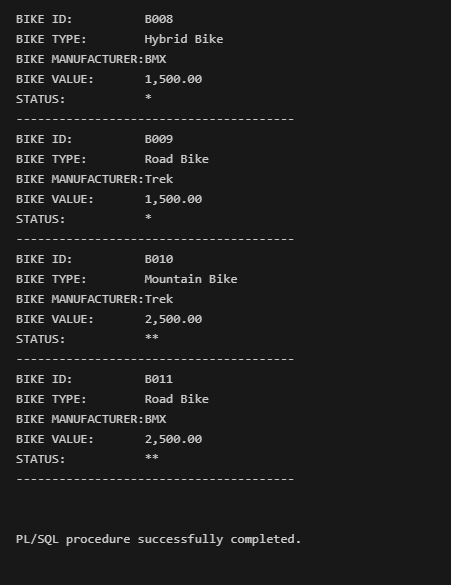 BIKE ID:          B008
BIKE TYPE:        Hybrid Bike
BIKE MANUFACTURER:BMX
BIKE VALUE:       1,500.00
STATUS:           *
---------------------------------------
BIKE ID:          B009
BIKE TYPE:        Road Bike
BIKE MANUFACTURER:Trek
BIKE VALUE:       1,500.00
STATUS:           *
---------------------------------------
BIKE ID:          B010
BIKE TYPE:        Mountain Bike
BIKE MANUFACTURER:Trek
BIKE VALUE:       2,500.00
STATUS:           **
---------------------------------------
BIKE ID:          B011
BIKE TYPE:        Road Bike
BIKE MANUFACTURER:BMX
BIKE VALUE:       2,500.00
STATUS:           **
---------------------------------------
PL/SQL procedure successfully completed.